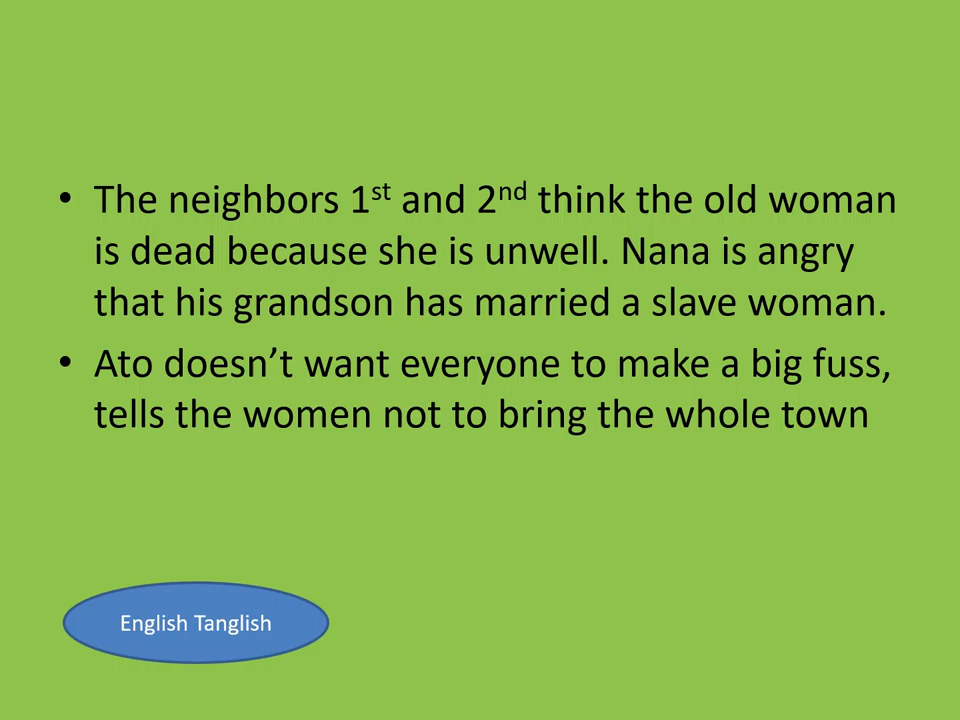 • The neighbors 1st and 2nd think the old woman
is dead because she is unwell. Nana is angry
that his grandson has married a slave woman.
• Ato doesn’t want everyone to make a big fuss,
tells the women not to bring the whole town
English Tanglish